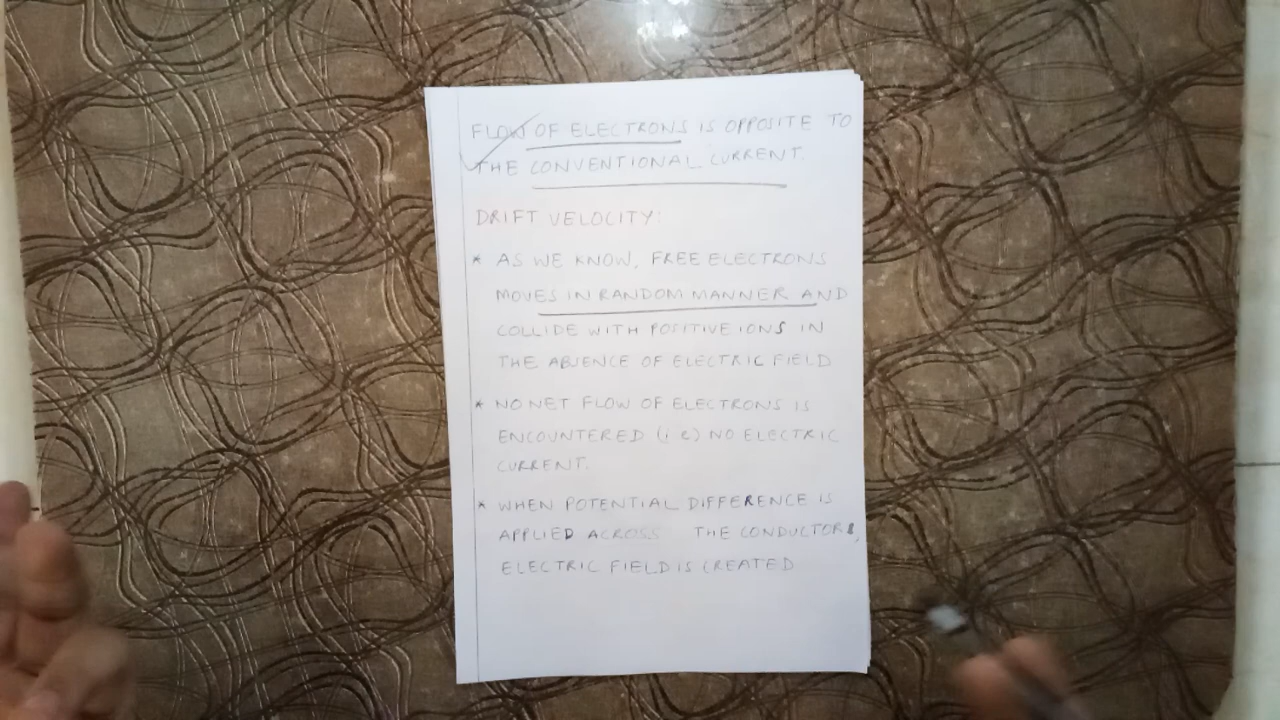 FLOW OF ELECTRONS IS OPPOSITE TO
THE CONVENTIONAL CURRENT.
DRIFT VELOCITY:
* AS WE KNOW, FREE ELECTRONS
MOVES IN RANDOM MANNER AND
COLLIDE WITH POSITIVE IONS IN
THE ABSENCE OF ELECTRIC FIELD
* NO NET FLOW OF ELECTRONS IS
ENCOUNTERED (i e) NO ELECTRIC
CURRENT.
* WHEN POTENTIAL DIFFERENCE IS
APPLIED ACROSS THE CONDUCTORS,
ELECTRIC FIELD IS CREATED